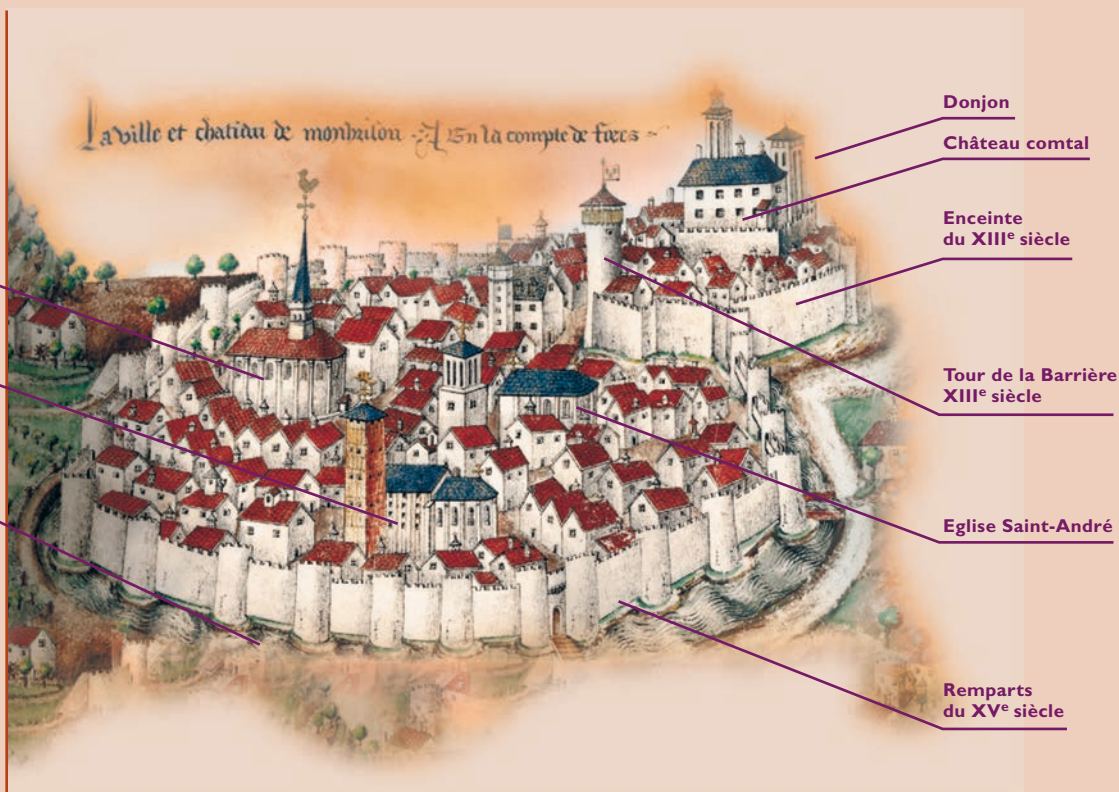 La ville et chatiau de monbrison En la compte de fores
Donjon
Château comtal
Enceinte
du XIIIe siècle
Tour de la Barrière
XIIIe siècle
Eglise Saint-André
Remparts
du XVe siècle